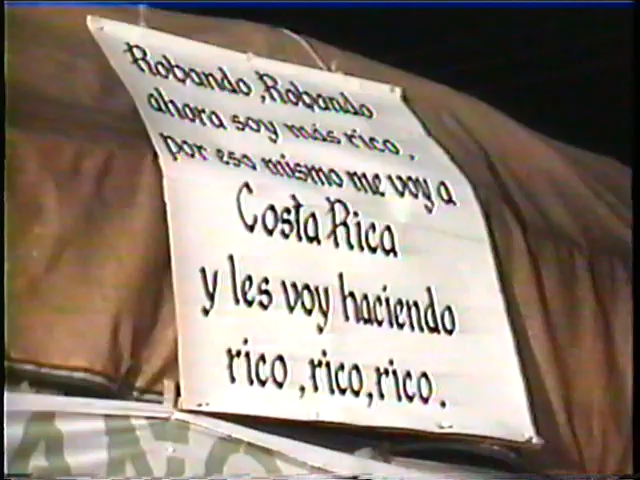 Robando, Robando
ahora soy más rico,
por eso mismo me voy a
Costa Rica
y les voy haciendo
rico, rico, rico.